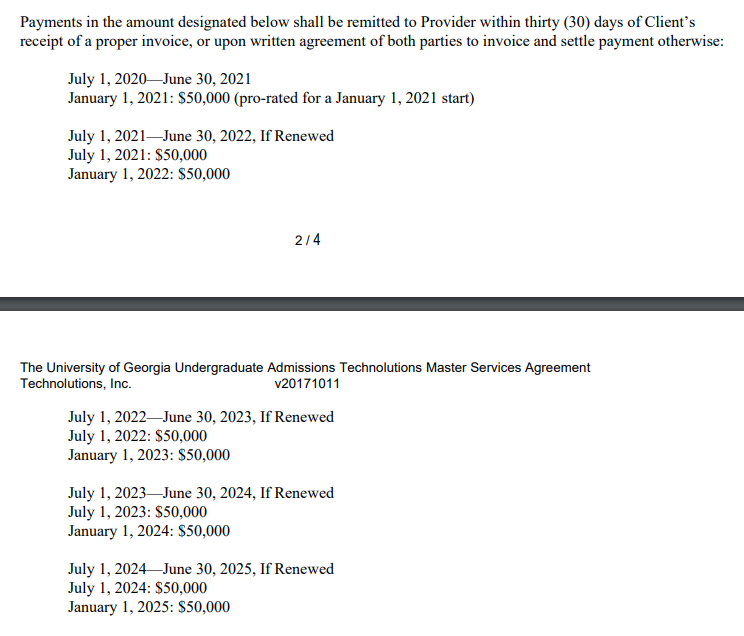 Payments in the amount designated below shall be remitted to Provider within thirty (30) days of Client’s
receipt of a proper invoice, or upon written agreement of both parties to invoice and settle payment otherwise:
July 1, 2020—June 30, 2021
January 1, 2021: $50,000 (pro-rated for a January 1, 2021 start)
July 1, 2021—June 30, 2022, If Renewed
July 1, 2021: $50,000
January 1, 2022: $50,000
2 / 4
The University of Georgia Undergraduate Admissions Technolutions Master Services Agreement
Technolutions, Inc. v20171011
July 1, 2022—June 30, 2023, If Renewed
July 1, 2022: $50,000
January 1, 2023: $50,000
July 1, 2023—June 30, 2024, If Renewed
July 1, 2023: $50,000
January 1, 2024: $50,000
July 1, 2024—June 30, 2025, If Renewed
July 1, 2024: $50,000
January 1, 2025: $50,000